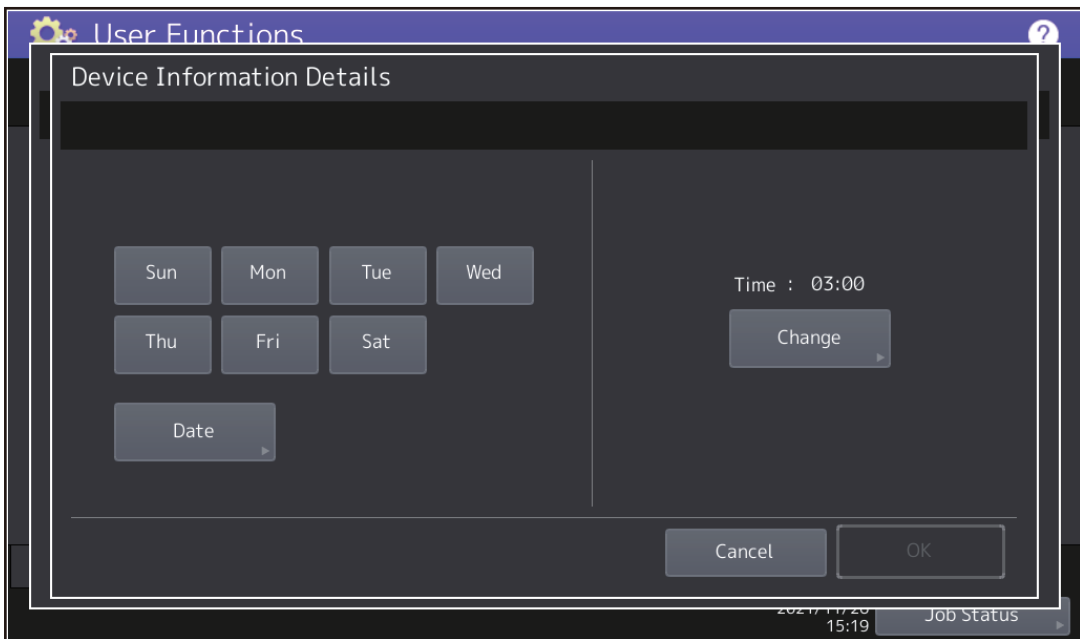 User Functions
?
Device Information Details
Sun Mon Tue Wed
Time : 03:00
Thu Fri Sat
Change
Date
Cancel OK
Job Status
15:19